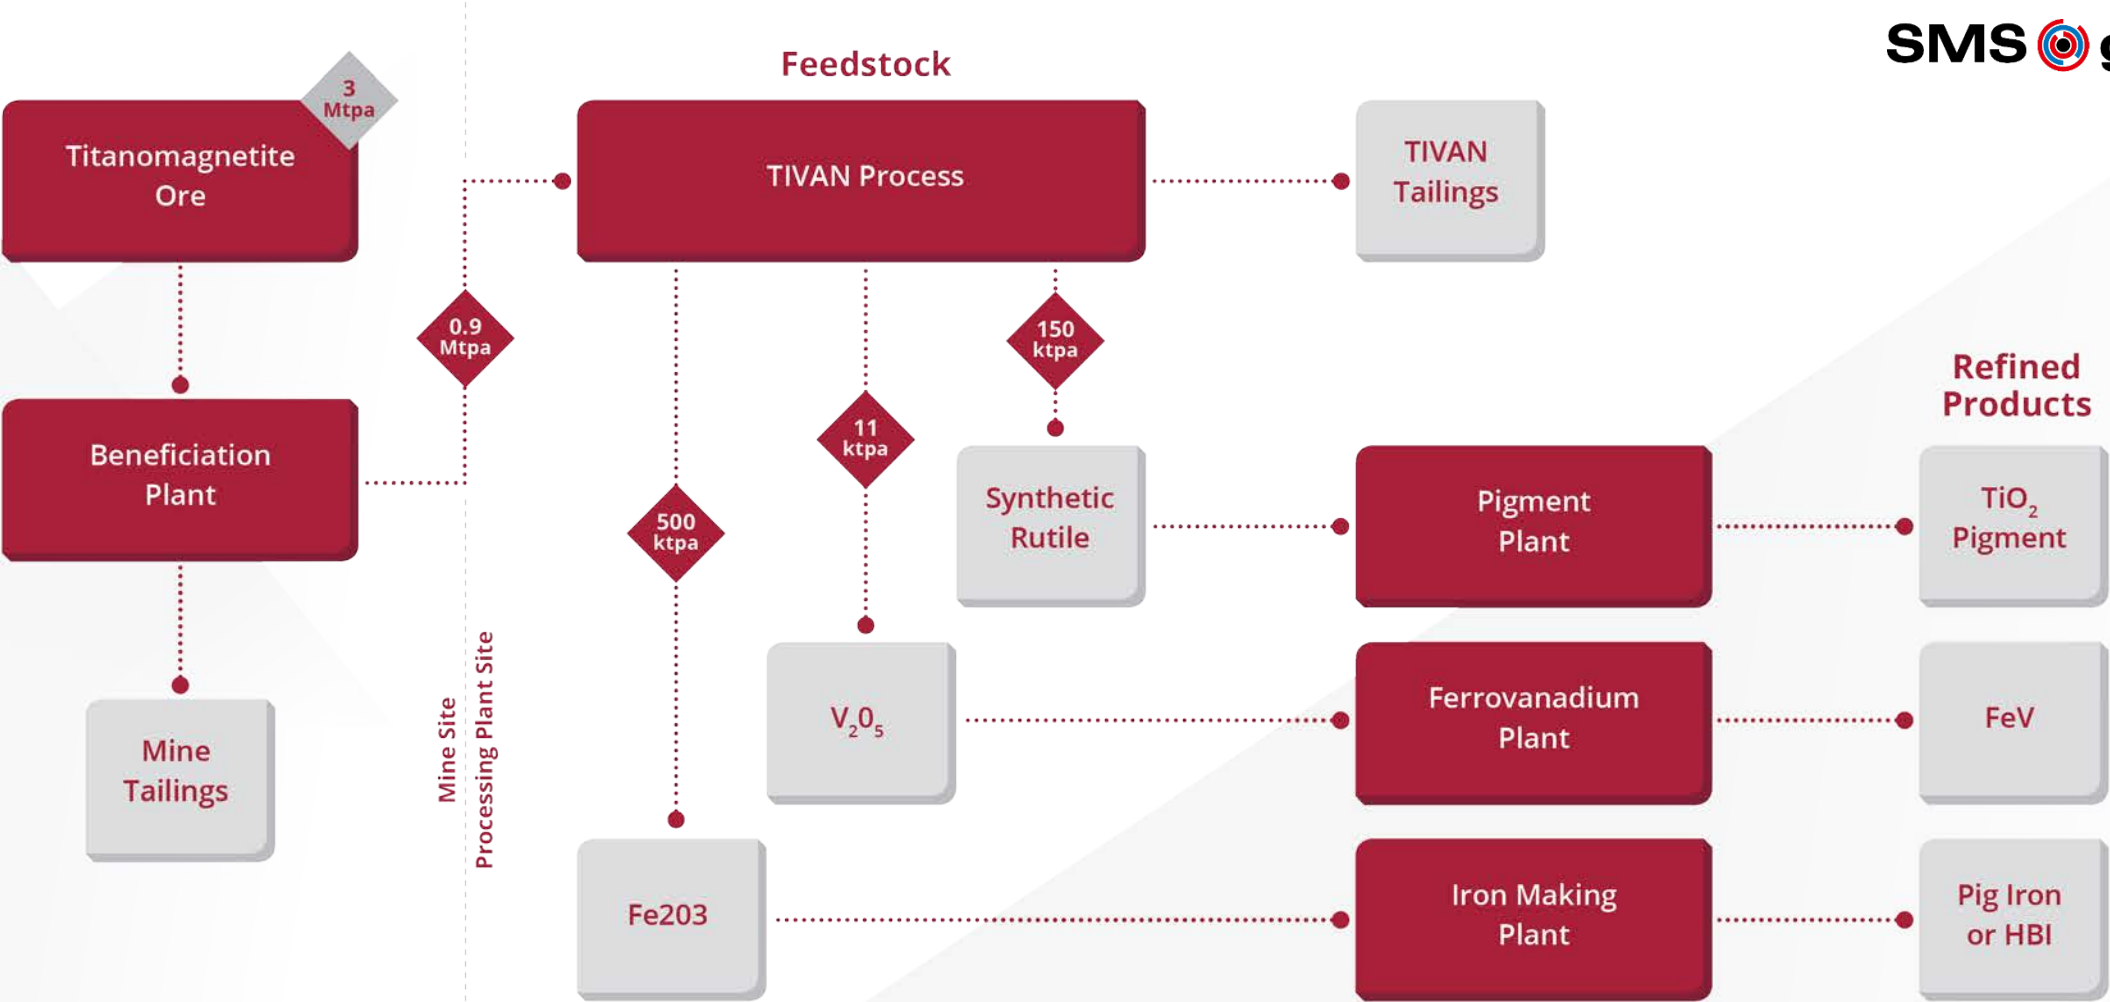 SMS g
Feedstock
3
Mtpa
Titanomagnetite
Ore
TIVAN Process
TIVAN
Tailings
0.9
Mtpa
150
ktpa
11
ktpa
500
ktpa
Refined
Products
Beneficiation
Plant
Synthetic
Rutile
Pigment
Plant
TiO2
Pigment
Mine Site
Processing Plant Site
V205
Ferrovanadium
Plant
FeV
Mine
Tailings
Fe203
Iron Making
Plant
Pig Iron
or HBI